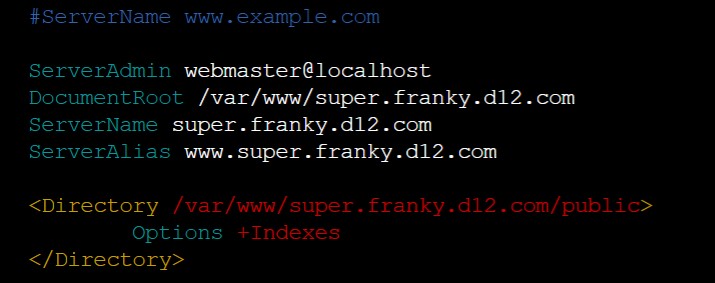 #ServerName www.example.com
ServerAdmin webmaster@localhost
DocumentRoot /var/www/super.franky.d12.com
ServerName super.franky.d12.com
ServerAlias www.super.franky.d12.com
<Directory /var/www/super.franky.d12.com/public>
Options +Indexes
</Directory>